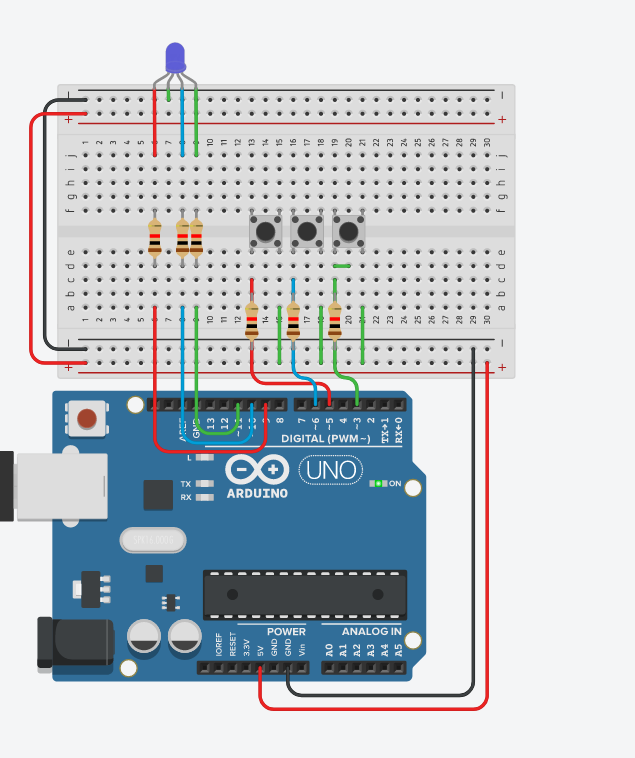 −
−
+
+
1 2 3 4 5 6 7 8 9 10 11 12 13 14 15 16 17 18 19 20 21 22 23 24 25 26 27 28 29 30
j j
i i
h h
g g
f f
e e
d d
c c
b b
a a
1 2 3 4 5 6 7 8 9 10 11 12 13 14 15 16 17 18 19 20 21 22 23 24 25 26 27 28 29 30
−
−
+
+
AREF GND 13 12 ~11 ~10 ~9 8 7 ~6 ~5 4 ~3 2 TX→1 RX←0
DIGITAL (PWM ~)
L
TX
RX
ARDUINO
UNO
ON
POWER
ANALOG IN
IOREF RESET 3.3V 5V GND GND Vin A0 A1 A2 A3 A4 A5